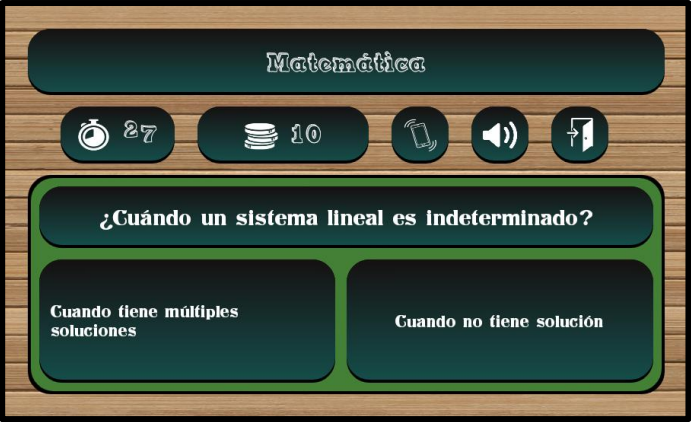 Matemática
27
10
¿Cuándo un sistema lineal es indeterminado?
Cuando tiene múltiples
soluciones
Cuando no tiene solución